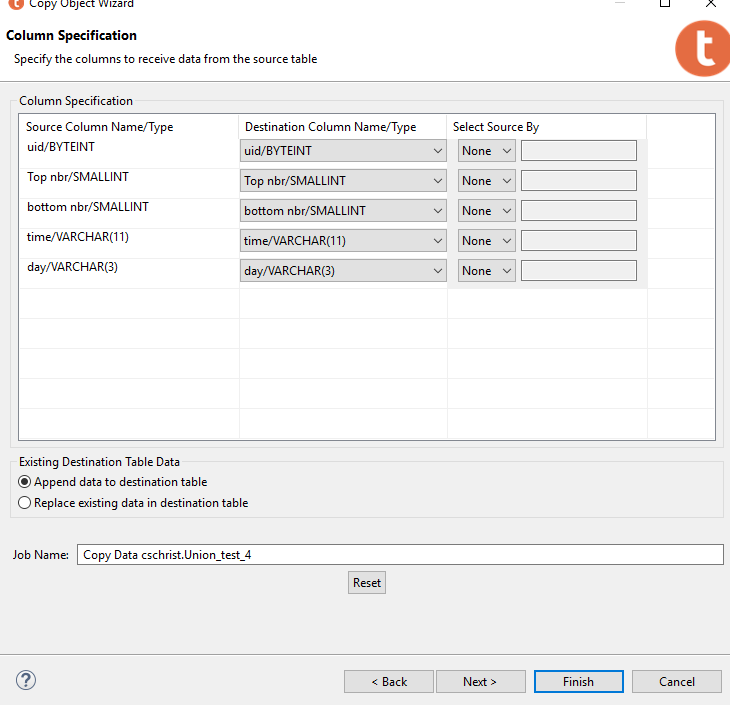 Copy Object Wizard
Column Specification
Specify the columns to receive data from the source table
t
Column Specification
Source Column Name/Type Destination Column Name/Type Select Source By
uid/BYTEINT uid/BYTEINT None
Top nbr/SMALLINT Top nbr/SMALLINT None
bottom nbr/SMALLINT bottom nbr/SMALLINT None
time/VARCHAR(11) time/VARCHAR(11) None
day/VARCHAR(3) day/VARCHAR(3) None
Existing Destination Table Data
Append data to destination table
Replace existing data in destination table
Job Name: Copy Data cschrist.Union_test_4
Reset
? < Back Next > Finish Cancel